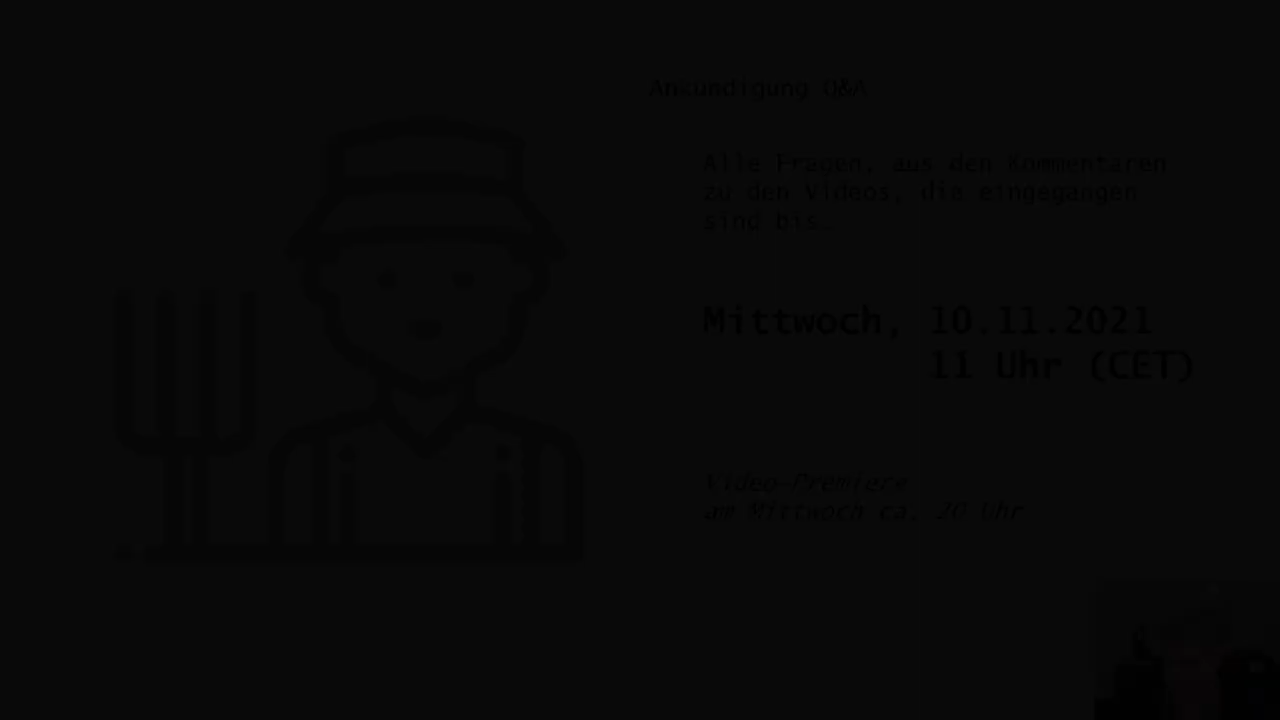 Ankündigung Q&A
Alle Fragen, aus den Kommentaren
zu den Videos, die eingegangen
sind bis…
Mittwoch, 10.11.2021
11 Uhr (CET)
Video-Premiere
am Mittwoch ca. 20 Uhr